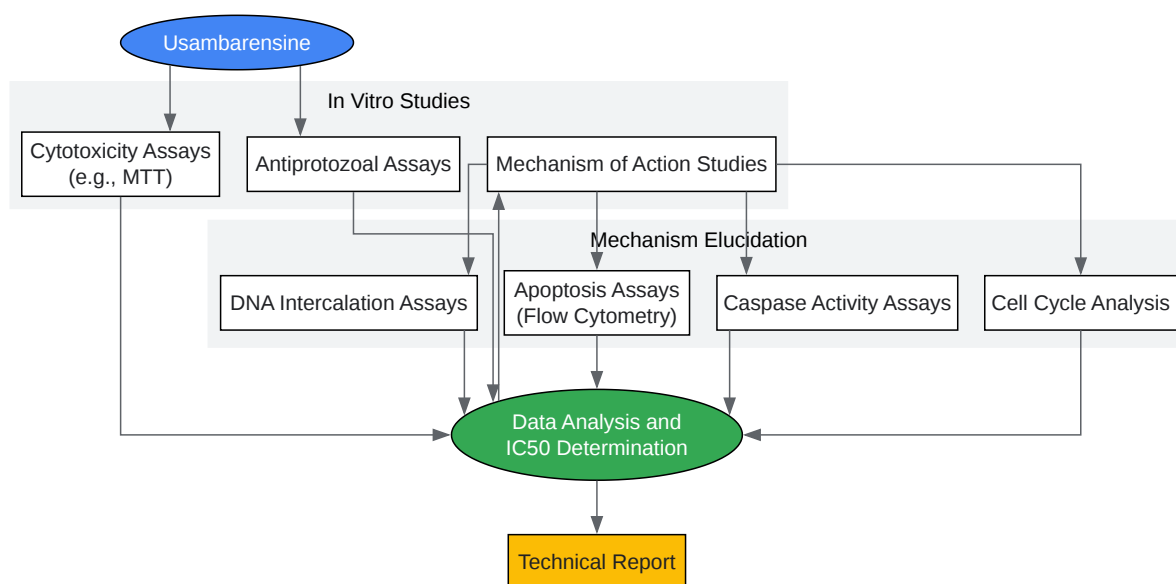 Usambarensine
In Vitro Studies
Cytotoxicity Assays
(e.g., MTT)
Antiprotozoal Assays
Mechanism of Action Studies
Mechanism Elucidation
DNA Intercalation Assays
Apoptosis Assays
(Flow Cytometry)
Caspase Activity Assays
Cell Cycle Analysis
Data Analysis and
IC50 Determination
Technical Report